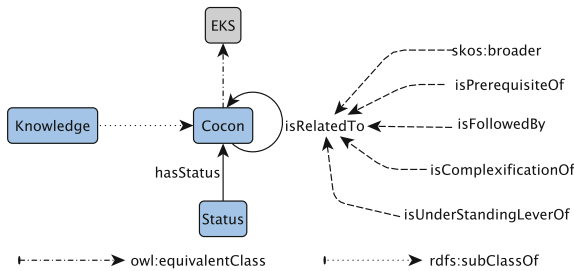 EKS
skos:broader
isPrerequisiteOf
Knowledge
Cocon
isRelatedTo
isFollowedBy
hasStatus
isComplexificationOf
Status
isUnderStandingLeverOf
owl:equivalentClass
rdfs:subClassOf